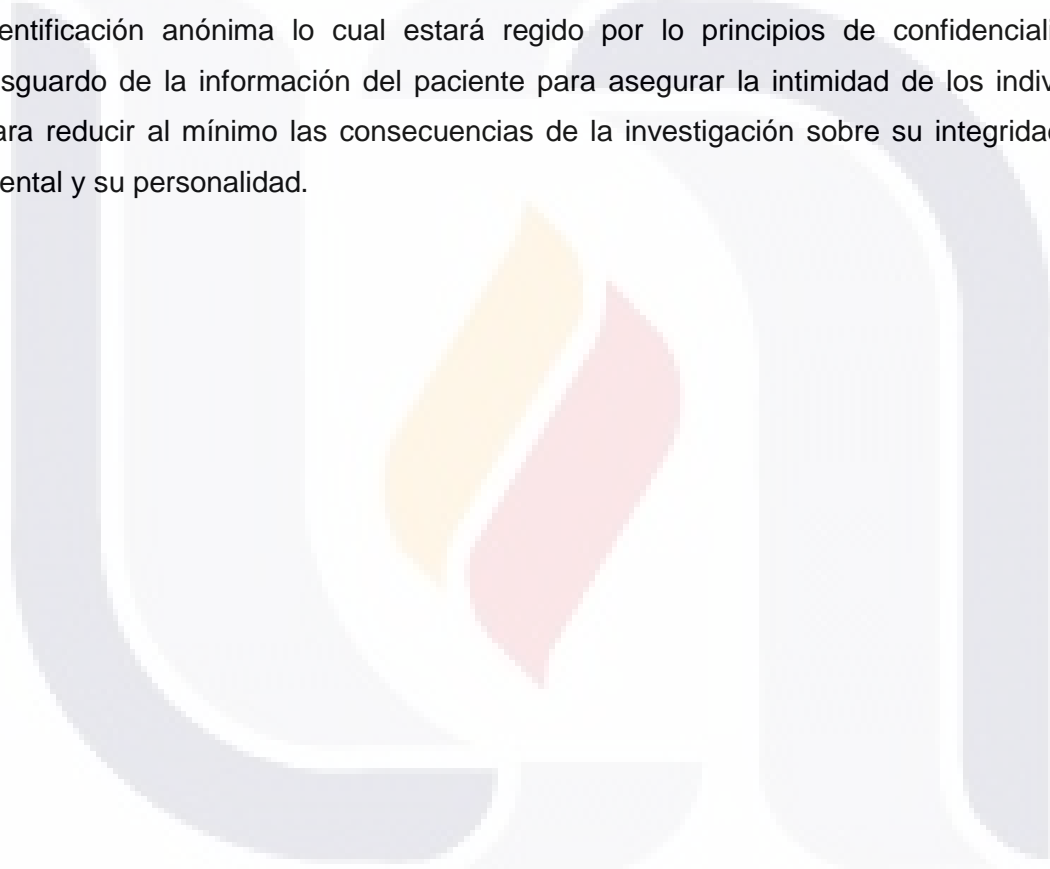 entificación anónima lo cual estará regido por lo principios de confidenciali
sguardo de la información del paciente para asegurar la intimidad de los indiv
ara reducir al mínimo las consecuencias de la investigación sobre su integridad
ental y su personalidad.